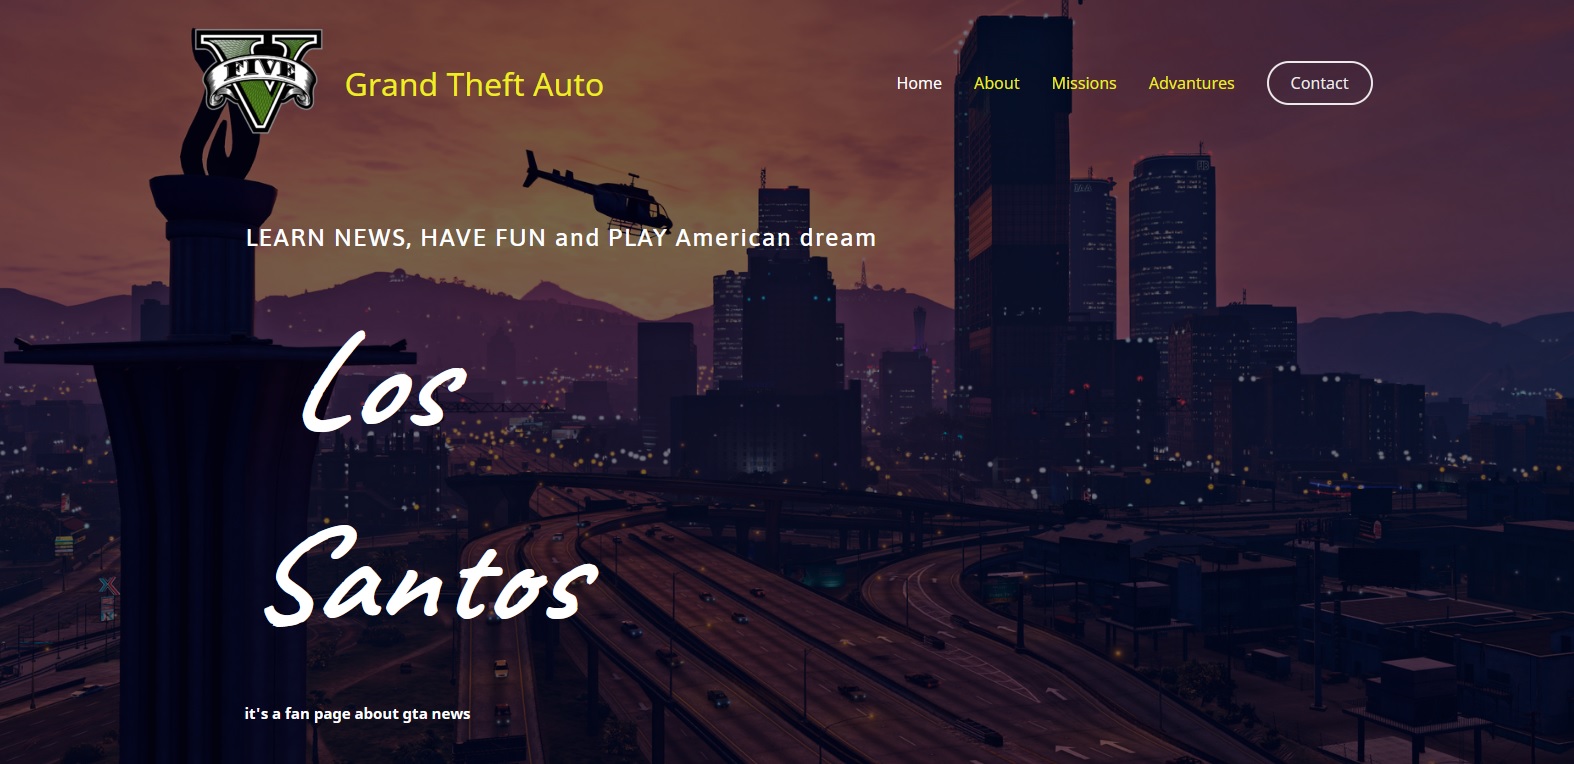 FIVE
Grand Theft Auto
Home About Missions Advantures Contact
LEARN NEWS, HAVE FUN and PLAY American dream
Los
Santos
it's a fan page about gta news